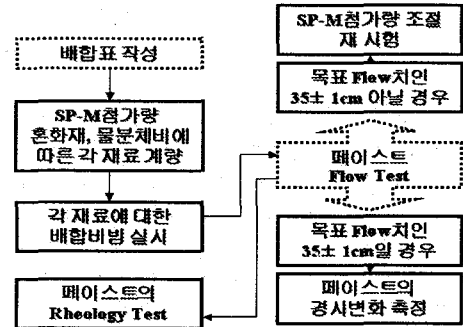 배합표 작성
SP-M첨가량
혼화재, 물분체비에
따른 각 재료 계량
각 재료에 대한
배합비빔 실시
페이스트의
Rheology Test
SP-M첨가량 조절
재 시험
목표 Flow치인
35± 1cm 아닐 경우
페이스트
Flow Test
목표 Flow치인
35± 1cm일 경우
페이스트의
경시변화 측정